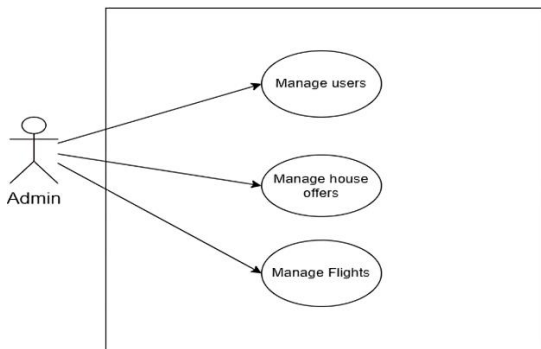 Manage users
Admin
Manage house
offers
Manage Flights